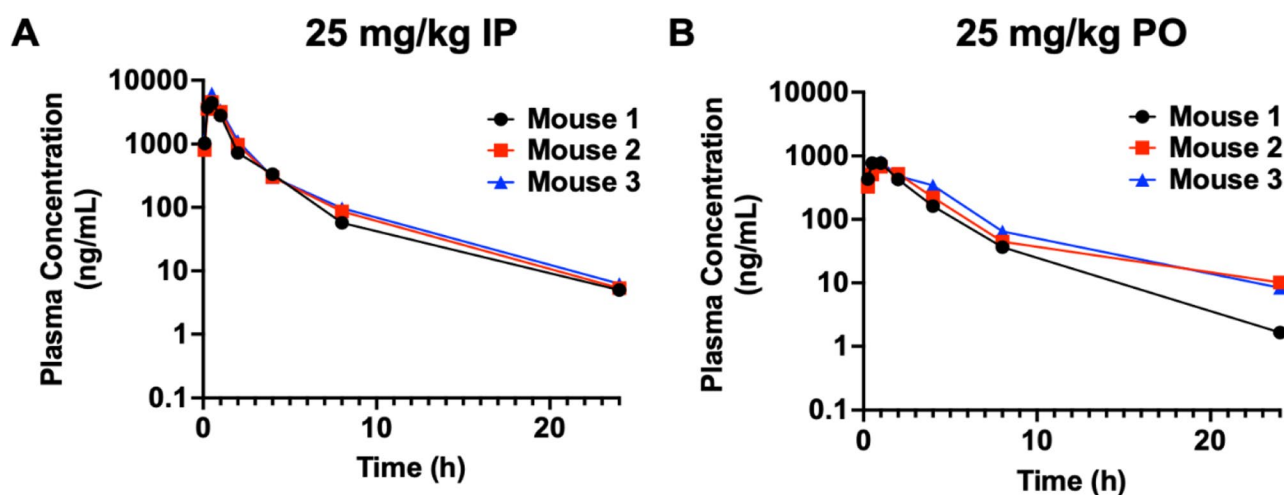 A
25 mg/kg IP
Plasma Concentration
(ng/mL)
10000
1000
100
10
1
0.1
Mouse 1
Mouse 2
Mouse 3
0
10
20
Time (h)
B
25 mg/kg PO
Plasma Concentration
(ng/mL)
10000
1000
100
10
1
0.1
Mouse 1
Mouse 2
Mouse 3
0
10
20
Time (h)